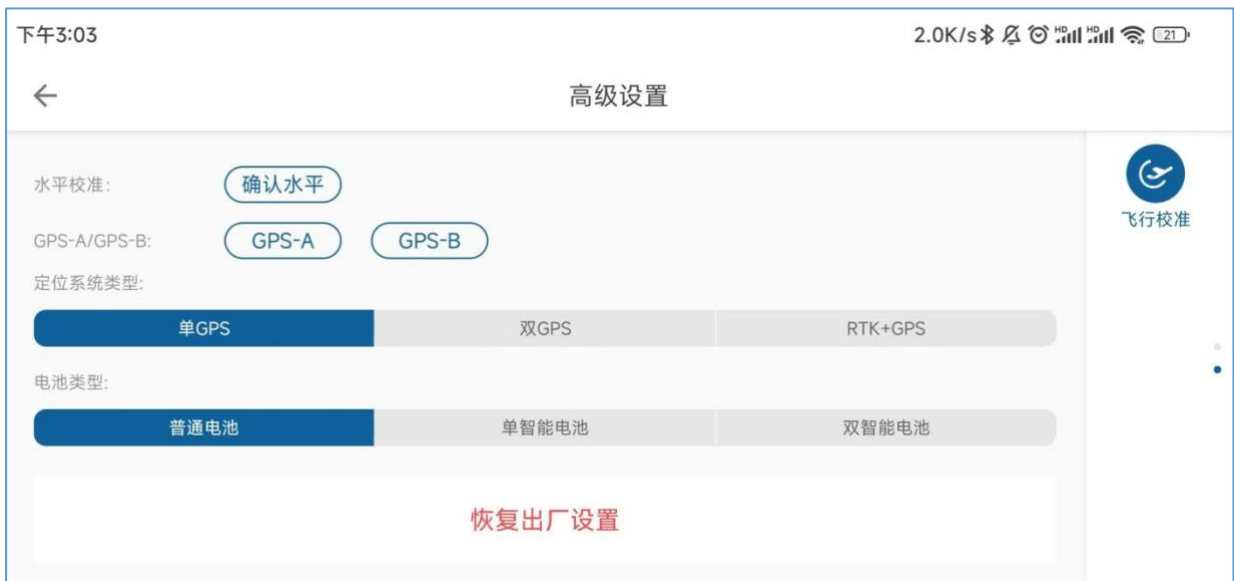 下午3:03 2.0K/s HD HD 21
高级设置
水平校准: 确认水平
GPS-A/GPS-B: GPS-A GPS-B
定位系统类型:
单GPS 双GPS RTK+GPS
电池类型:
普通电池 单智能电池 双智能电池
恢复出厂设置
飞行校准